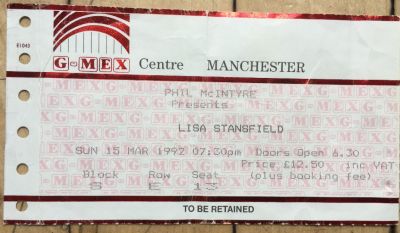 E1043
G-MEX Centre MANCHESTER
PHIL McINTYRE
Presents
LISA STANSFIELD
SUN 15 MAR 1992 07:30pm Doors Open 6.30
Price £12.50 inc VAT
Block Row Seat (plus booking fee)
S E 13
TO BE RETAINED